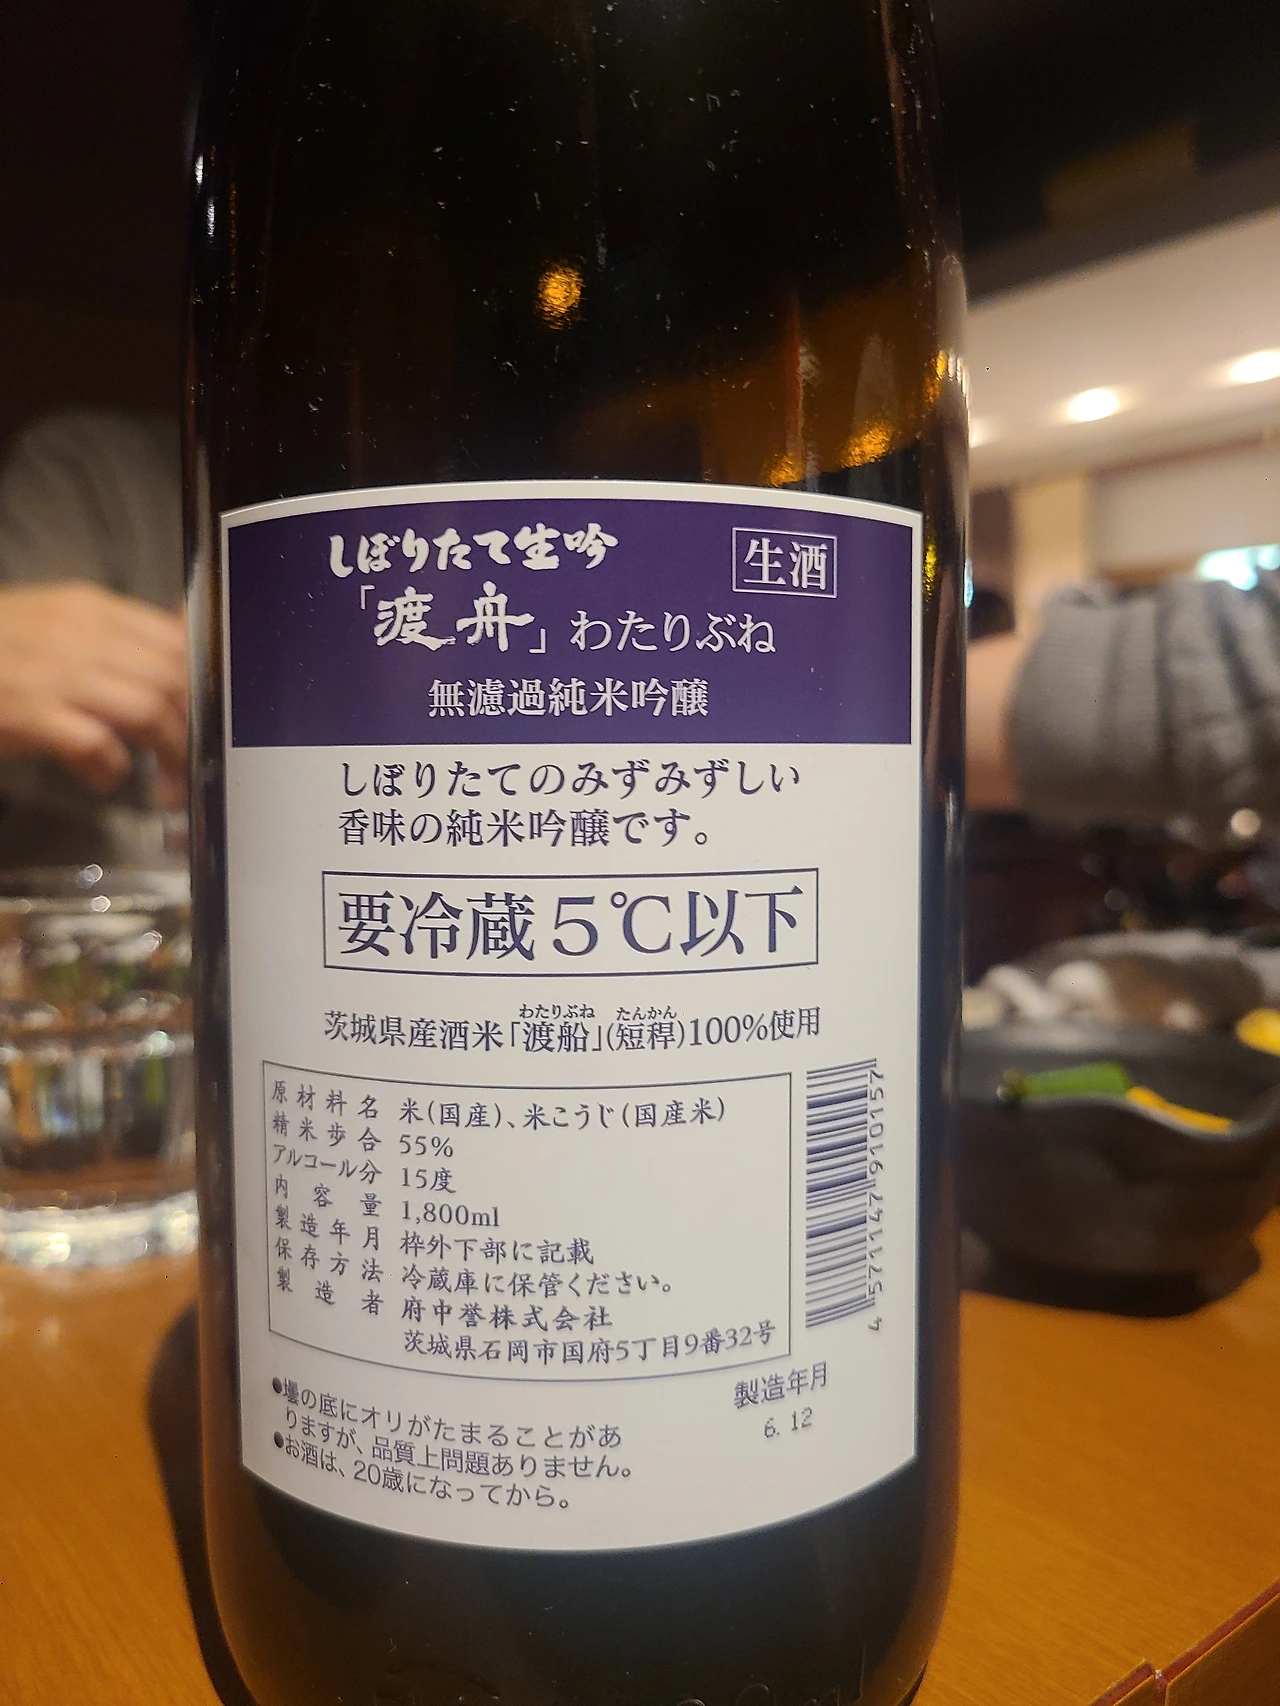 しぼりたて生吟
生酒
「渡舟」わたりぶね
無濾過純米吟醸
しぼりたてのみずみずしい
香味の純米吟醸です。
要冷蔵5℃以下
わたりぶね たんかん
茨城県産酒米「渡船」(短稈)100%使用
原材料名 米(国産)、米こうじ(国産米)
精米歩合 55%
アルコール分 15度
内容量 1,800ml
製造年月 枠外下部に記載
保存方法 冷蔵庫に保管ください。
製造者 府中誉株式会社
茨城県石岡市国府5丁目9番32号
4 571147 910157
製造年月
6.12
●壜の底にオリがたまることがあ
りますが、品質上問題ありません。
●お酒は、20歳になってから。